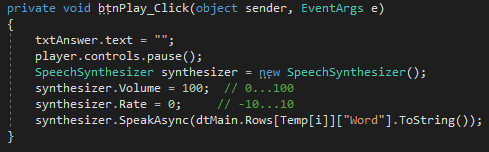 private void btnPlay_Click(object sender, EventArgs e)
{
txtAnswer.text = "";
player.controls.pause();
SpeechSynthesizer synthesizer = new SpeechSynthesizer();
synthesizer.Volume = 100;  // 0...100
synthesizer.Rate = 0;     // -10...10
synthesizer.SpeakAsync(dtMain.Rows[Temp[i]]["Word"].ToString());
}